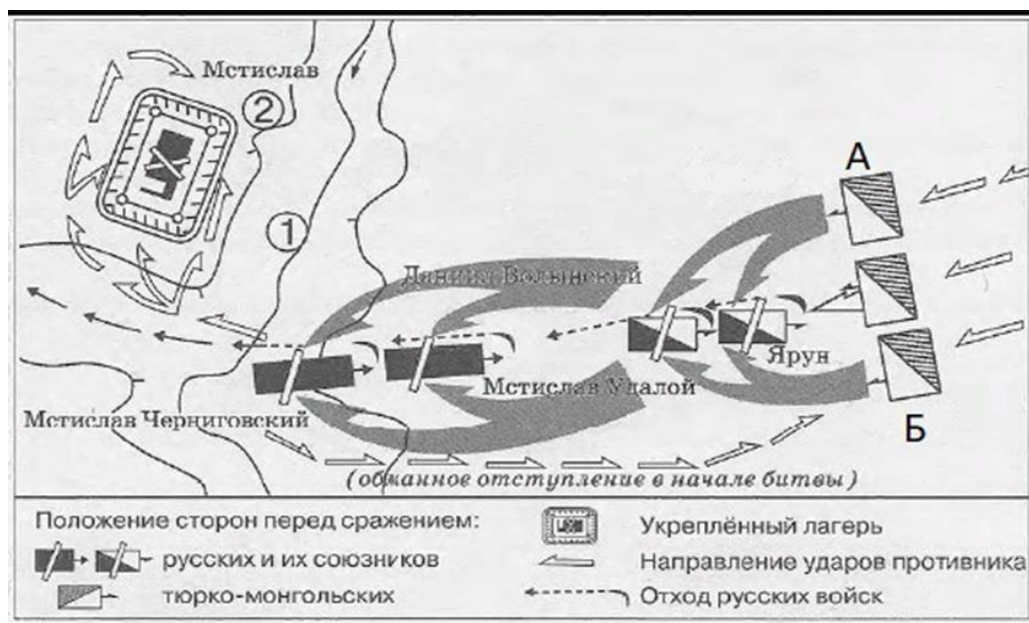 Мстислав
2
А
1
Даниил Волынский
Ярун
Мстислав Удалой
Мстислав Черниговский
Б
(обманное отступление в начале битвы)
Положение сторон перед сражением:
русских и их союзников
тюрко-монгольских
Укреплённый лагерь
Направление ударов противника
Отход русских войск